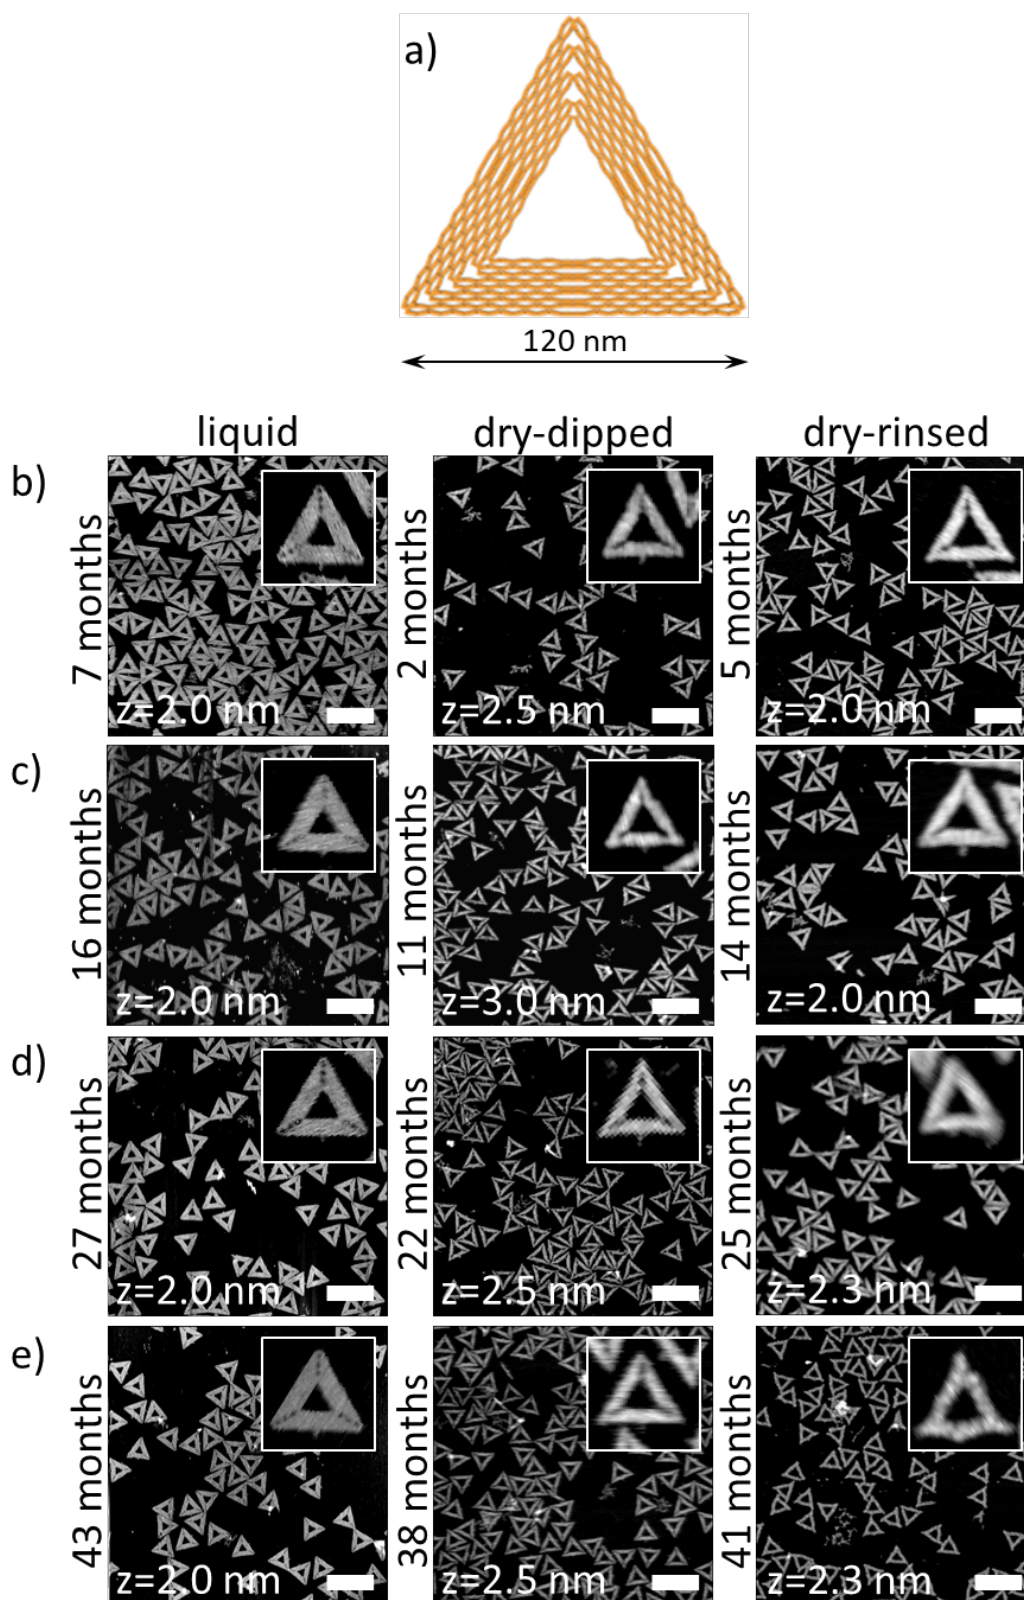 a)
120 nm
liquid dry-dipped dry-rinsed
b)
7 months
z=2.0 nm
2 months
z=2.5 nm
5 months
z=2.0 nm
c)
16 months
z=2.0 nm
11 months
z=3.0 nm
14 months
z=2.0 nm
d)
27 months
z=2.0 nm
22 months
z=2.5 nm
25 months
z=2.3 nm
e)
43 months
z=2.0 nm
38 months
z=2.5 nm
41 months
z=2.3 nm